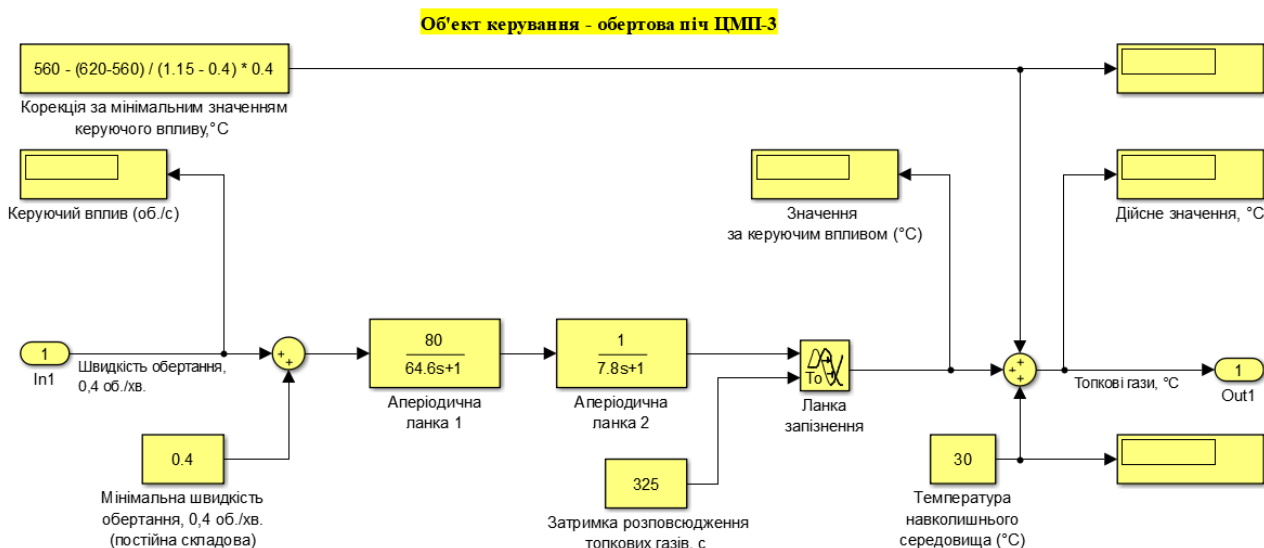 Об'ект керування - обертова піч ЦМП-3
560 - (620-560) / (1.15 - 0.4) * 0.4
Корекція за мінімальним значенням
керуючого впливу,°C
Керуючий вплив (об./с)
Значення
за керуючим впливом (°C)
Дійсне значення, °C
1
In1
Швидкість обертання,
0,4 об./хв.
80
64.6s+1
Аперіодична
ланка 1
1
7.8s+1
Аперіодична
ланка 2
To
Ланка
запізнення
Топкові гази, °C
1
Out1
0.4
Мінімальна швидкість
обертання, 0,4 об./хв.
(постійна складова)
325
Затримка розповсюдження
топкових газів, с
30
Температура
навколишнього
середовища (°C)